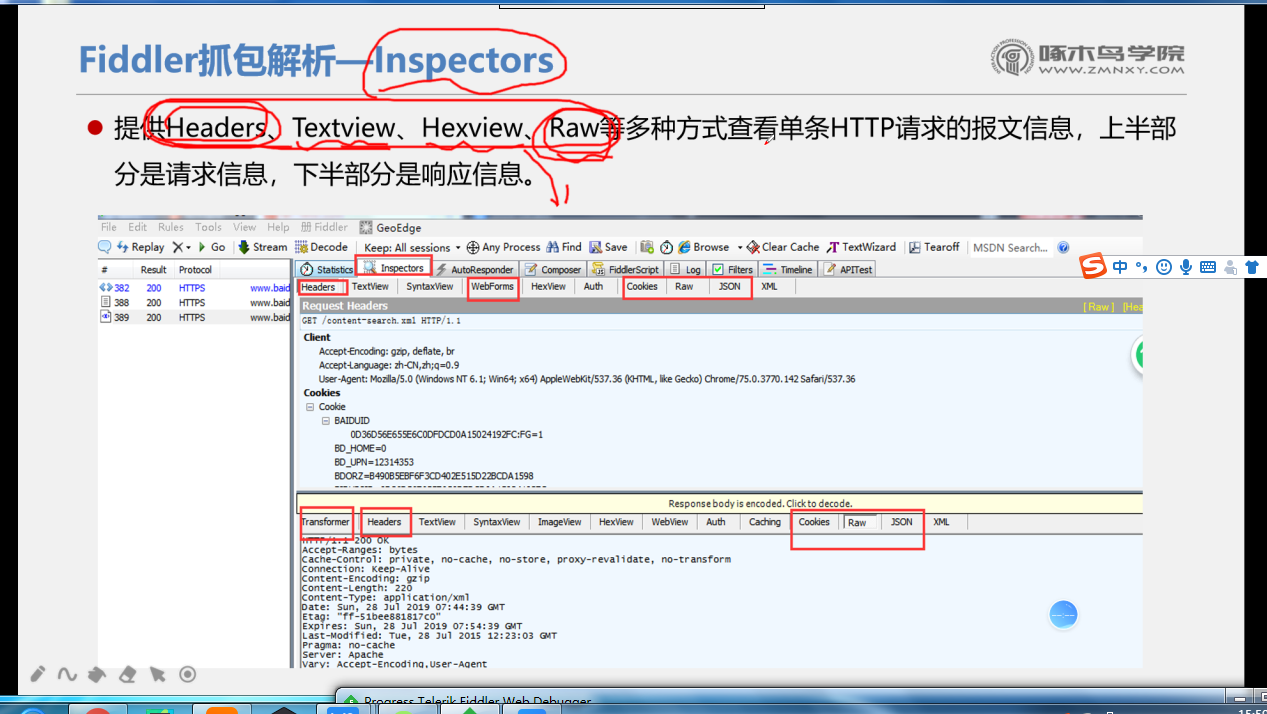 Fiddler抓包解析—Inspectors
啄木鸟学院
WWW.ZMNXY.COM
提供Headers、Textview、Hexview、Raw等多种方式查看单条HTTP请求的报文信息，上半部
分是请求信息，下半部分是响应信息。
File Edit Rules Tools View Help Fiddler GeoEdge
Replay Go Stream Decode Keep: All sessions Any Process Find Save Browse Clear Cache TextWizard Tearoff MSDN Search...
# Result Protocol
Statistics Inspectors AutoResponder Composer FiddlerScript Log Filters Timeline APITest
382 200 HTTPS www.baid
388 200 HTTPS www.baid
389 200 HTTPS www.baid
Headers TextView SyntaxView WebForms HexView Auth Cookies Raw JSON XML
Request Headers [ Raw ] [Hea
GET /content-search.xml HTTP/1.1
Client
Accept-Encoding: gzip, deflate, br
Accept-Language: zh-CN,zh;q=0.9
User-Agent: Mozilla/5.0 (Windows NT 6.1; Win64; x64) AppleWebKit/537.36 (KHTML, like Gecko) Chrome/75.0.3770.142 Safari/537.36
Cookies
Cookie
BAIDUID
0D36D56E655E6C0DFDCD0A15024192FC:FG=1
BD_HOME=0
BD_UPN=12314353
BDORZ=B490B5EBF6F3CD402E515D22BCDA1598
Response body is encoded. Click to decode.
Transformer Headers TextView SyntaxView ImageView HexView WebView Auth Caching Cookies Raw JSON XML
HTTP/1.1 200 OK
Accept-Ranges: bytes
Cache-Control: private, no-cache, no-store, proxy-revalidate, no-transform
Connection: Keep-Alive
Content-Encoding: gzip
Content-Length: 220
Content-Type: application/xml
Date: Sun, 28 Jul 2019 07:44:39 GMT
Etag: "ff-51bee881817c0"
Expires: Sun, 28 Jul 2019 07:54:39 GMT
Last-Modified: Tue, 28 Jul 2015 12:23:03 GMT
Pragma: no-cache
Server: Apache
Vary: Accept-Encoding,User-Agent
中
Progress Telerik Fiddler Web Debugger